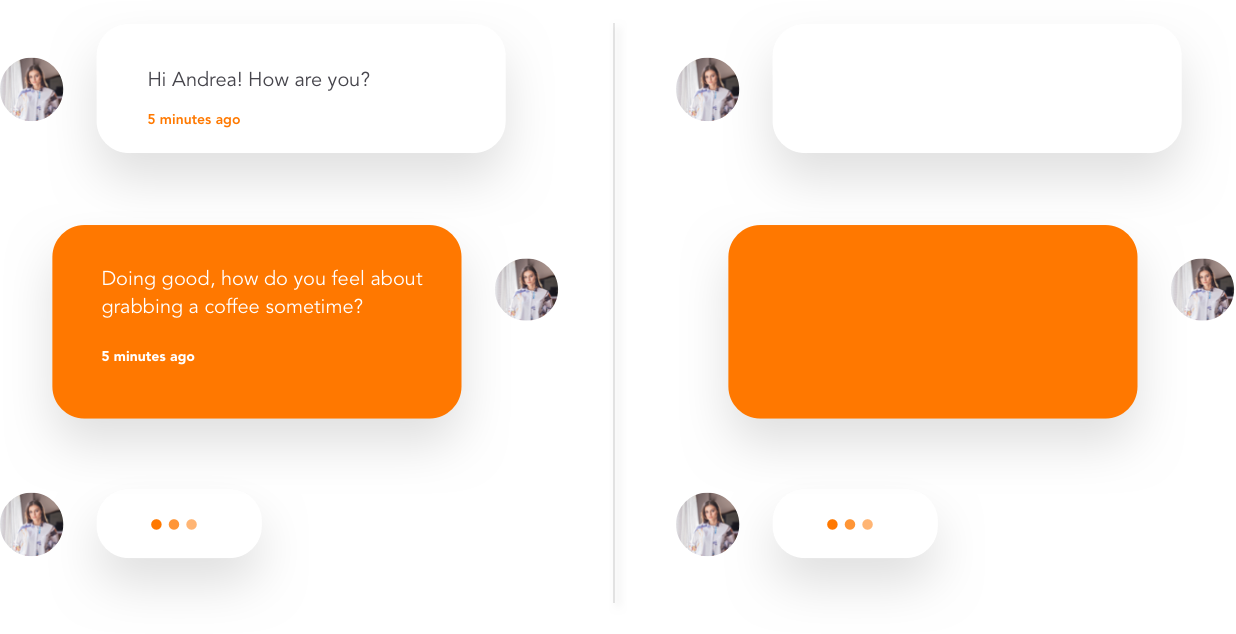 Hi Andrea! How are you?
5 minutes ago
Doing good, how do you feel about
grabbing a coffee sometime?
5 minutes ago